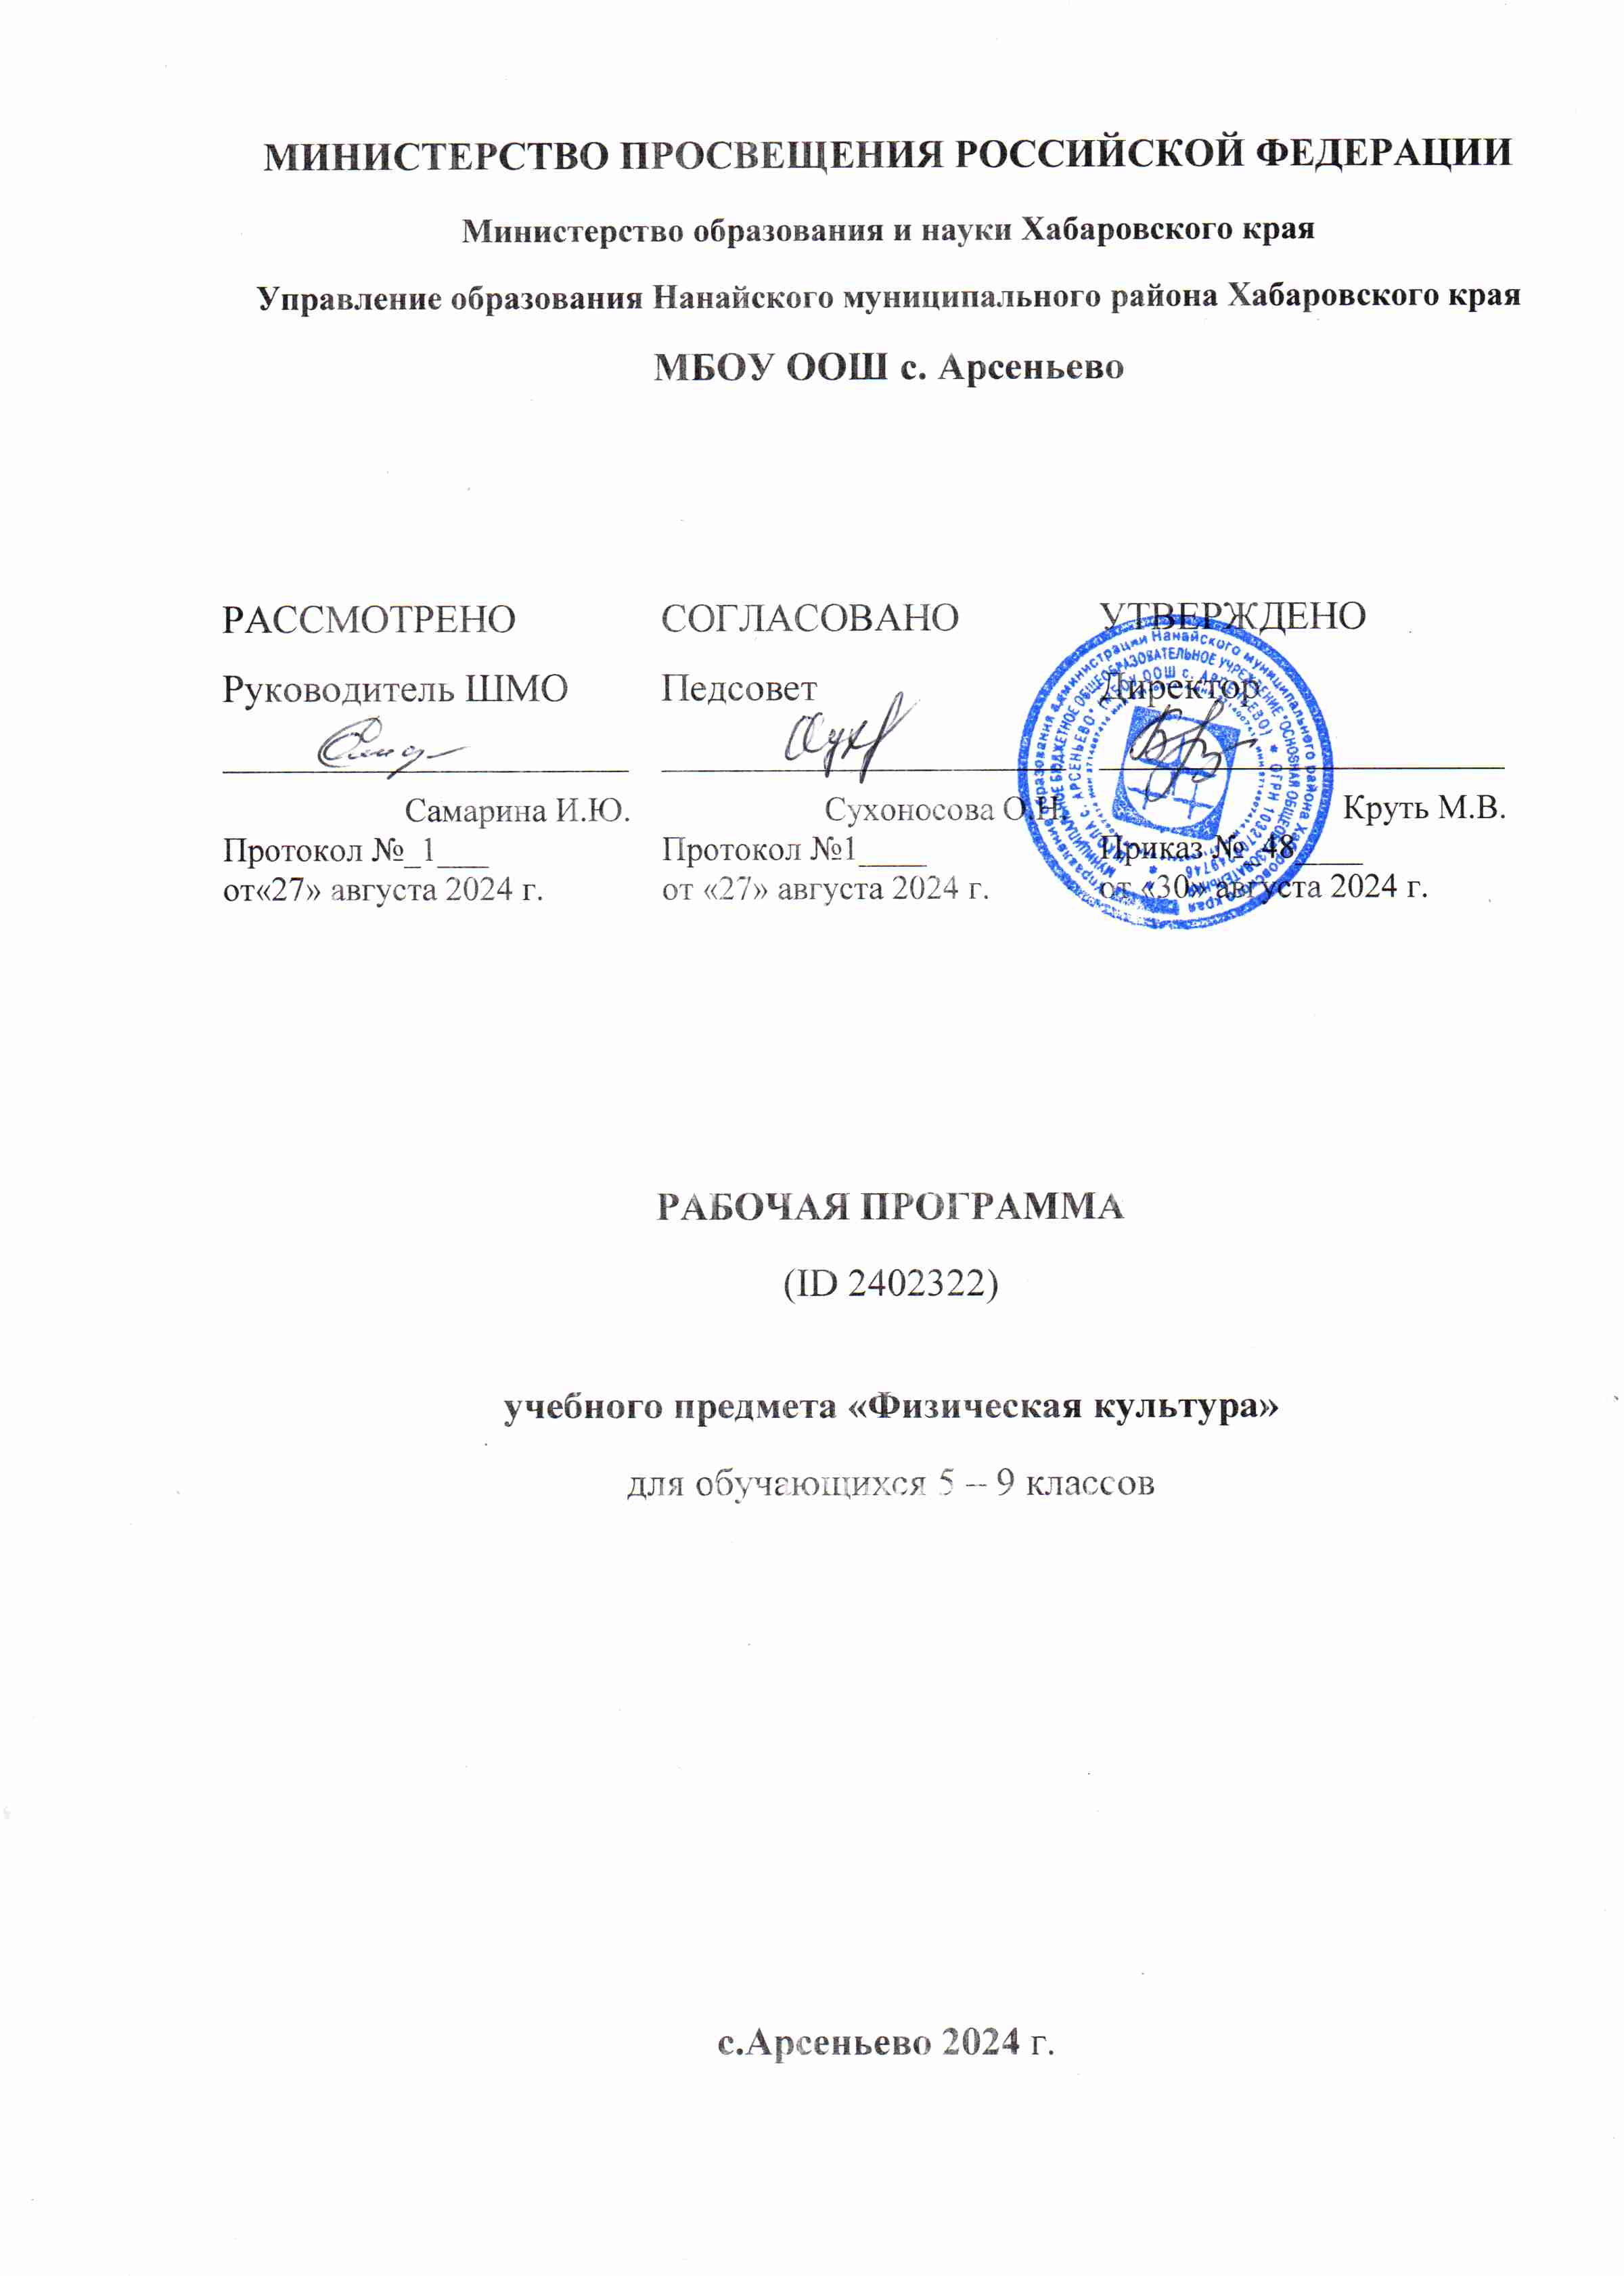 МИНИСТЕРСТВО ПРОСВЕЩЕНИЯ РОССИЙСКОЙ ФЕДЕРАЦИИ
Министерство образования и науки Хабаровского края
Управление образования Нанайского муниципального района Хабаровского края
МБОУ ООШ с. Арсеньево
РАССМОТРЕНО
Руководитель ШМО
Самарина И.Ю.
Протокол №_1___
от«27» августа 2024 г.
СОГЛАСОВАНО
Педсовет
Сухоносова О.Н.
Протокол №1____
от «27» августа 2024 г.
УТВЕРЖДЕНО
Директор
Круть М.В.
Приказ №_48____
от «30» августа 2024 г.
РАБОЧАЯ ПРОГРАММА
(ID 2402322)
учебного предмета «Физическая культура»
для обучающихся 5 – 9 классов
с.Арсеньево 2024 г.